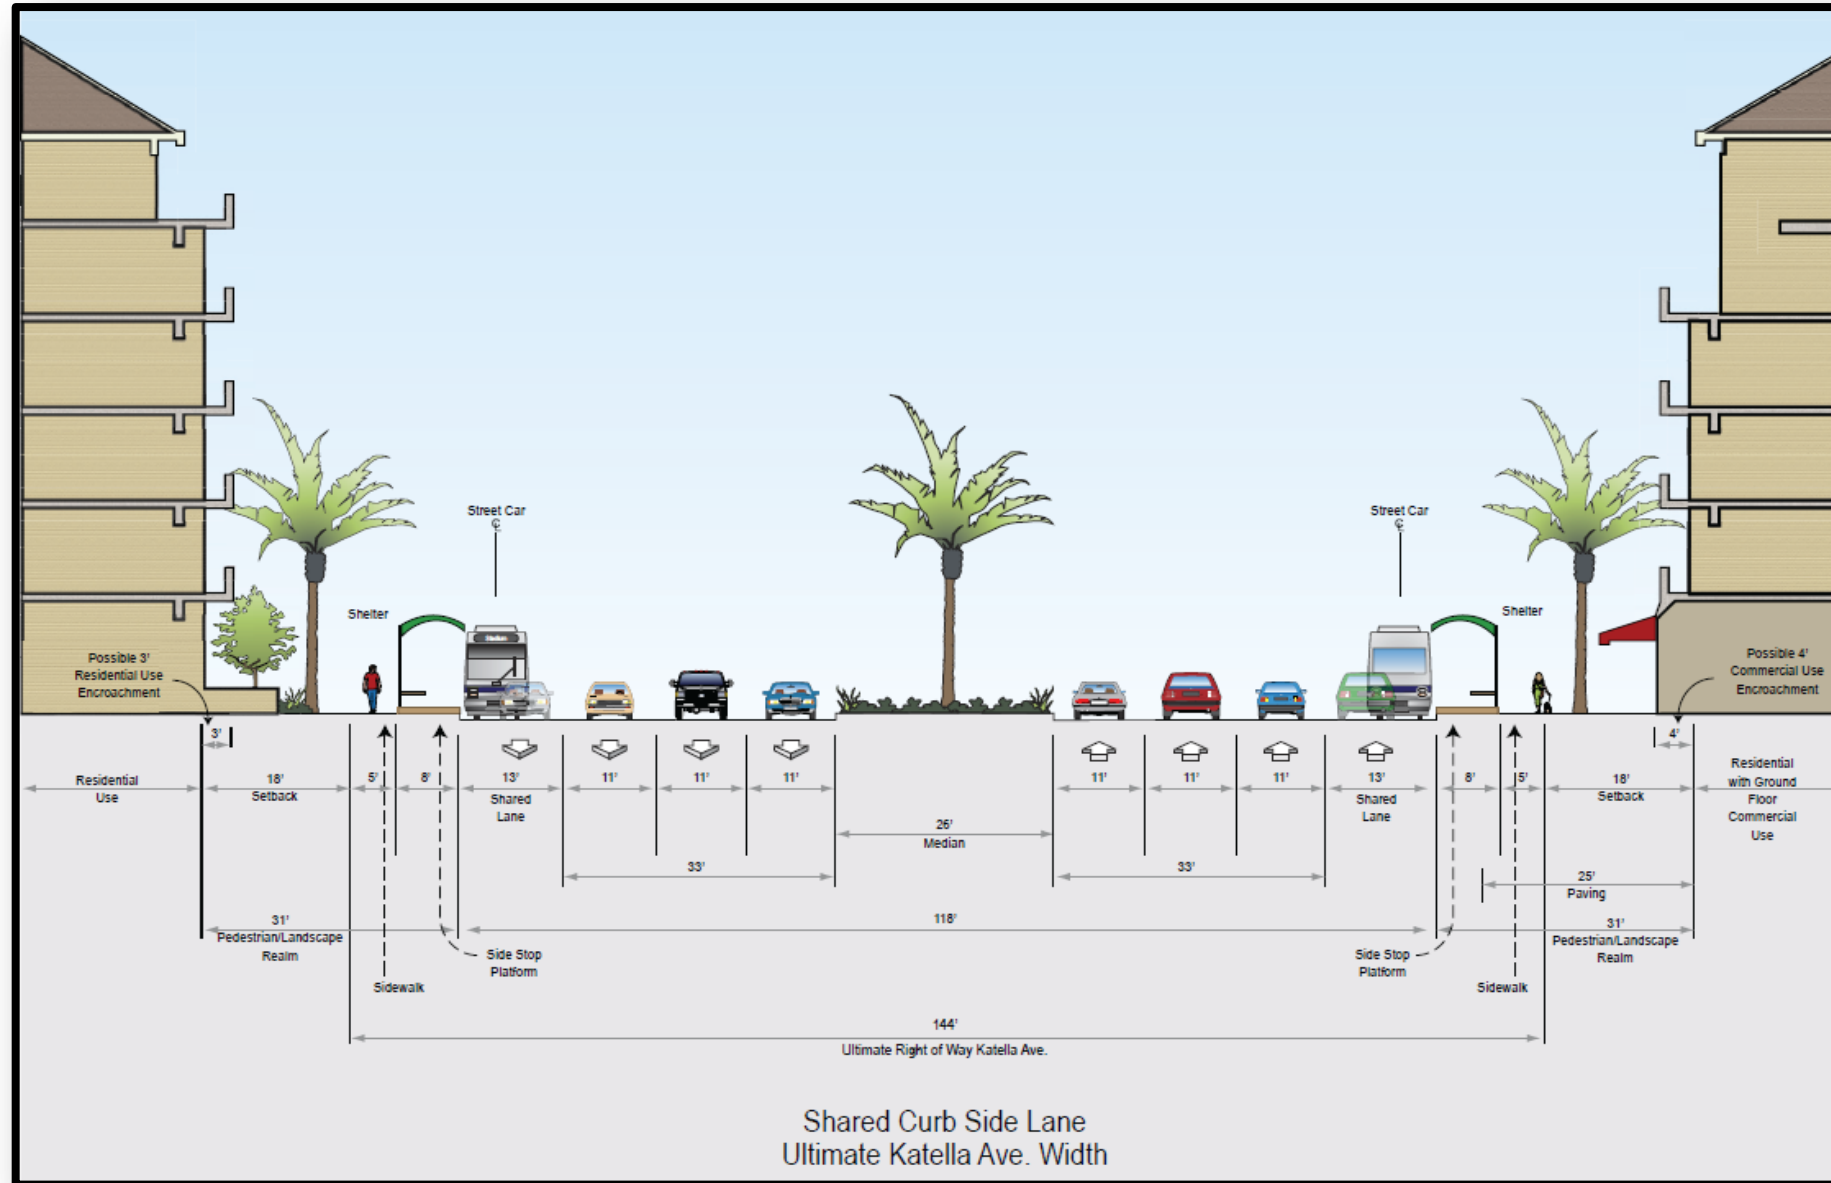 Street Car
℄
Street Car
℄
Shelter
Shelter
Stadium
8
Possible 3'
Residential Use
Encroachment
Possible 4'
Commercial Use
Encroachment
3'
4'
Residential
Use
18'
Setback
5'
8'
13'
Shared
Lane
11'
11'
11'
26'
Median
11'
11'
11'
13'
Shared
Lane
8'
5'
18'
Setback
Residential
with Ground
Floor
Commercial
Use
33'
33'
25'
Paving
31'
Pedestrian/Landscape
Realm
118'
31'
Pedestrian/Landscape
Realm
Side Stop
Platform
Side Stop
Platform
Sidewalk
Sidewalk
144'
Ultimate Right of Way Katella Ave.
Shared Curb Side Lane
Ultimate Katella Ave. Width